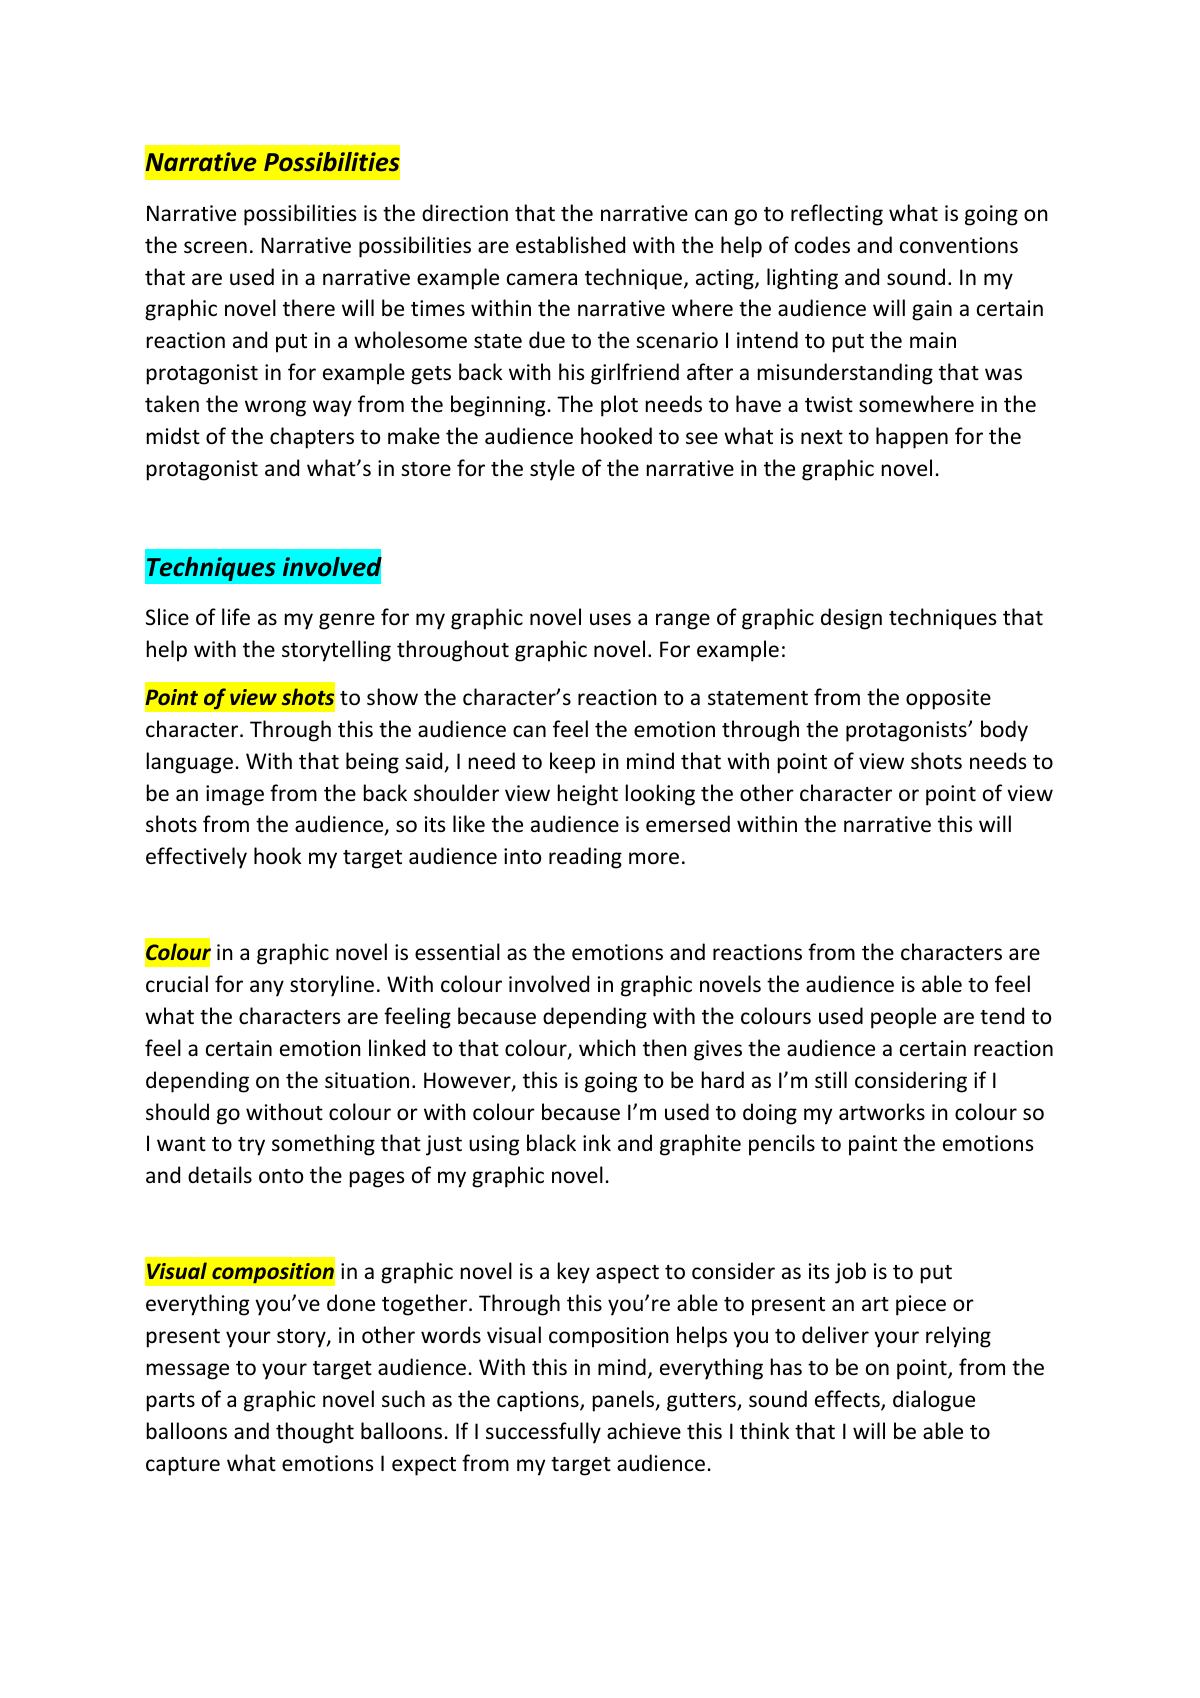 Narrative Possibilities
Narrative possibilities is the direction that the narrative can go to reflecting what is going on
the screen. Narrative possibilities are established with the help of codes and conventions
that are used in a narrative example camera technique, acting, lighting and sound. In my
graphic novel there will be times within the narrative where the audience will gain a certain
reaction and put in a wholesome state due to the scenario I intend to put the main
protagonist in for example gets back with his girlfriend after a misunderstanding that was
taken the wrong way from the beginning. The plot needs to have a twist somewhere in the
midst of the chapters to make the audience hooked to see what is next to happen for the
protagonist and what’s in store for the style of the narrative in the graphic novel.
Techniques involved
Slice of life as my genre for my graphic novel uses a range of graphic design techniques that
help with the storytelling throughout graphic novel. For example:
Point of view shots to show the character’s reaction to a statement from the opposite
character. Through this the audience can feel the emotion through the protagonists’ body
language. With that being said, I need to keep in mind that with point of view shots needs to
be an image from the back shoulder view height looking the other character or point of view
shots from the audience, so its like the audience is emersed within the narrative this will
effectively hook my target audience into reading more.
Colour in a graphic novel is essential as the emotions and reactions from the characters are
crucial for any storyline. With colour involved in graphic novels the audience is able to feel
what the characters are feeling because depending with the colours used people are tend to
feel a certain emotion linked to that colour, which then gives the audience a certain reaction
depending on the situation. However, this is going to be hard as I’m still considering if I
should go without colour or with colour because I’m used to doing my artworks in colour so
I want to try something that just using black ink and graphite pencils to paint the emotions
and details onto the pages of my graphic novel.
Visual composition in a graphic novel is a key aspect to consider as its job is to put
everything you’ve done together. Through this you’re able to present an art piece or
present your story, in other words visual composition helps you to deliver your relying
message to your target audience. With this in mind, everything has to be on point, from the
parts of a graphic novel such as the captions, panels, gutters, sound effects, dialogue
balloons and thought balloons. If I successfully achieve this I think that I will be able to
capture what emotions I expect from my target audience.